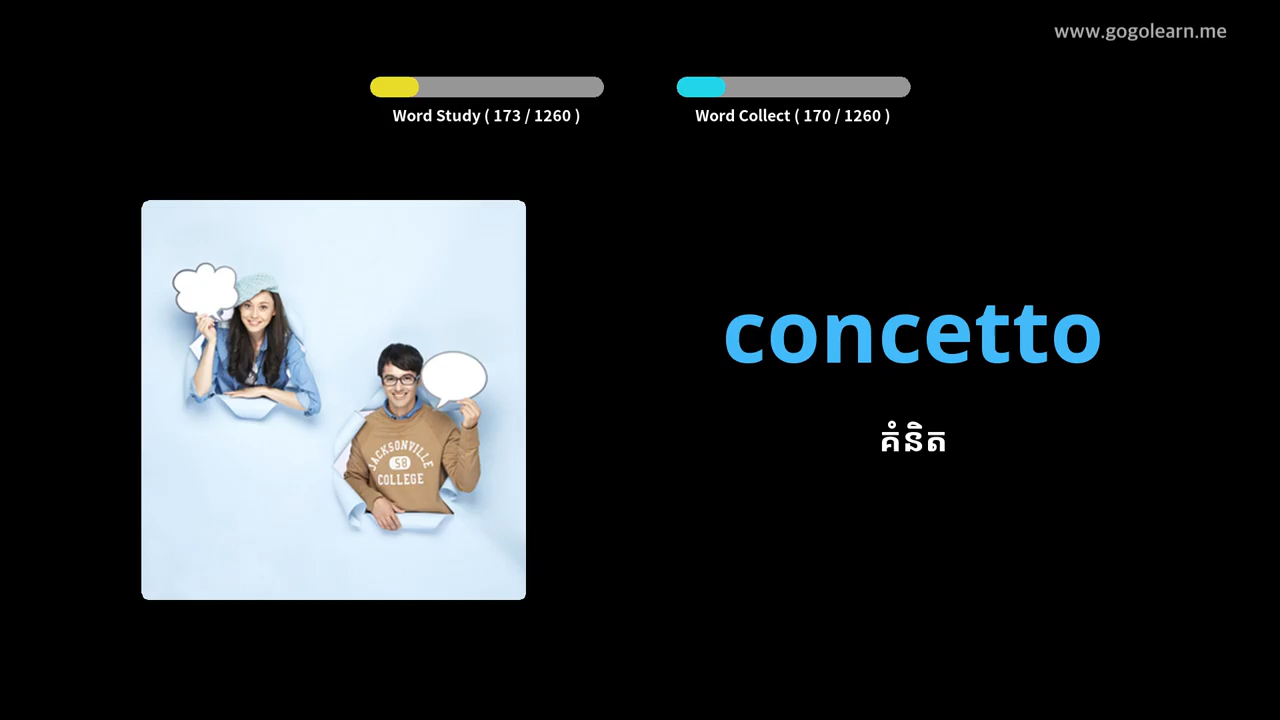 www.gogolearn.me
Word Study ( 173 / 1260 )
Word Collect ( 170 / 1260 )
concetto
គំនិត
JACKSONVILLE
58
COLLEGE